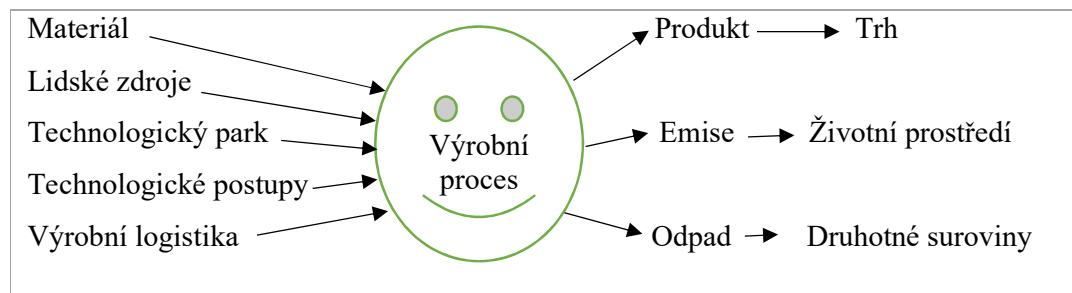 Materiál
Lidské zdroje
Technologický park
Technologické postupy
Výrobní logistika
Výrobní
proces
Produkt Trh
Emise Životní prostředí
Odpad Druhotné suroviny